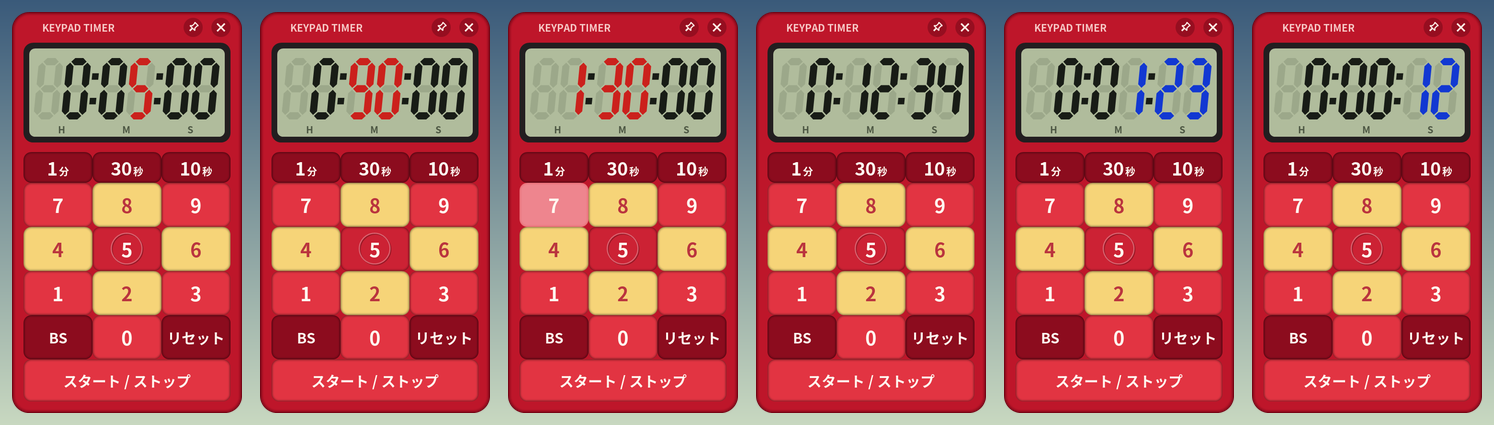 KEYPAD TIMER
0-05-00
H M S
1分 30秒 10秒
7 8 9
4 5 6
1 2 3
BS 0 リセット
スタート / ストップ
KEYPAD TIMER
0-90-00
H M S
1分 30秒 10秒
7 8 9
4 5 6
1 2 3
BS 0 リセット
スタート / ストップ
KEYPAD TIMER
1-30-00
H M S
1分 30秒 10秒
7 8 9
4 5 6
1 2 3
BS 0 リセット
スタート / ストップ
KEYPAD TIMER
0-12-34
H M S
1分 30秒 10秒
7 8 9
4 5 6
1 2 3
BS 0 リセット
スタート / ストップ
KEYPAD TIMER
0-01-23
H M S
1分 30秒 10秒
7 8 9
4 5 6
1 2 3
BS 0 リセット
スタート / ストップ
KEYPAD TIMER
0-00-12
H M S
1分 30秒 10秒
7 8 9
4 5 6
1 2 3
BS 0 リセット
スタート / ストップ